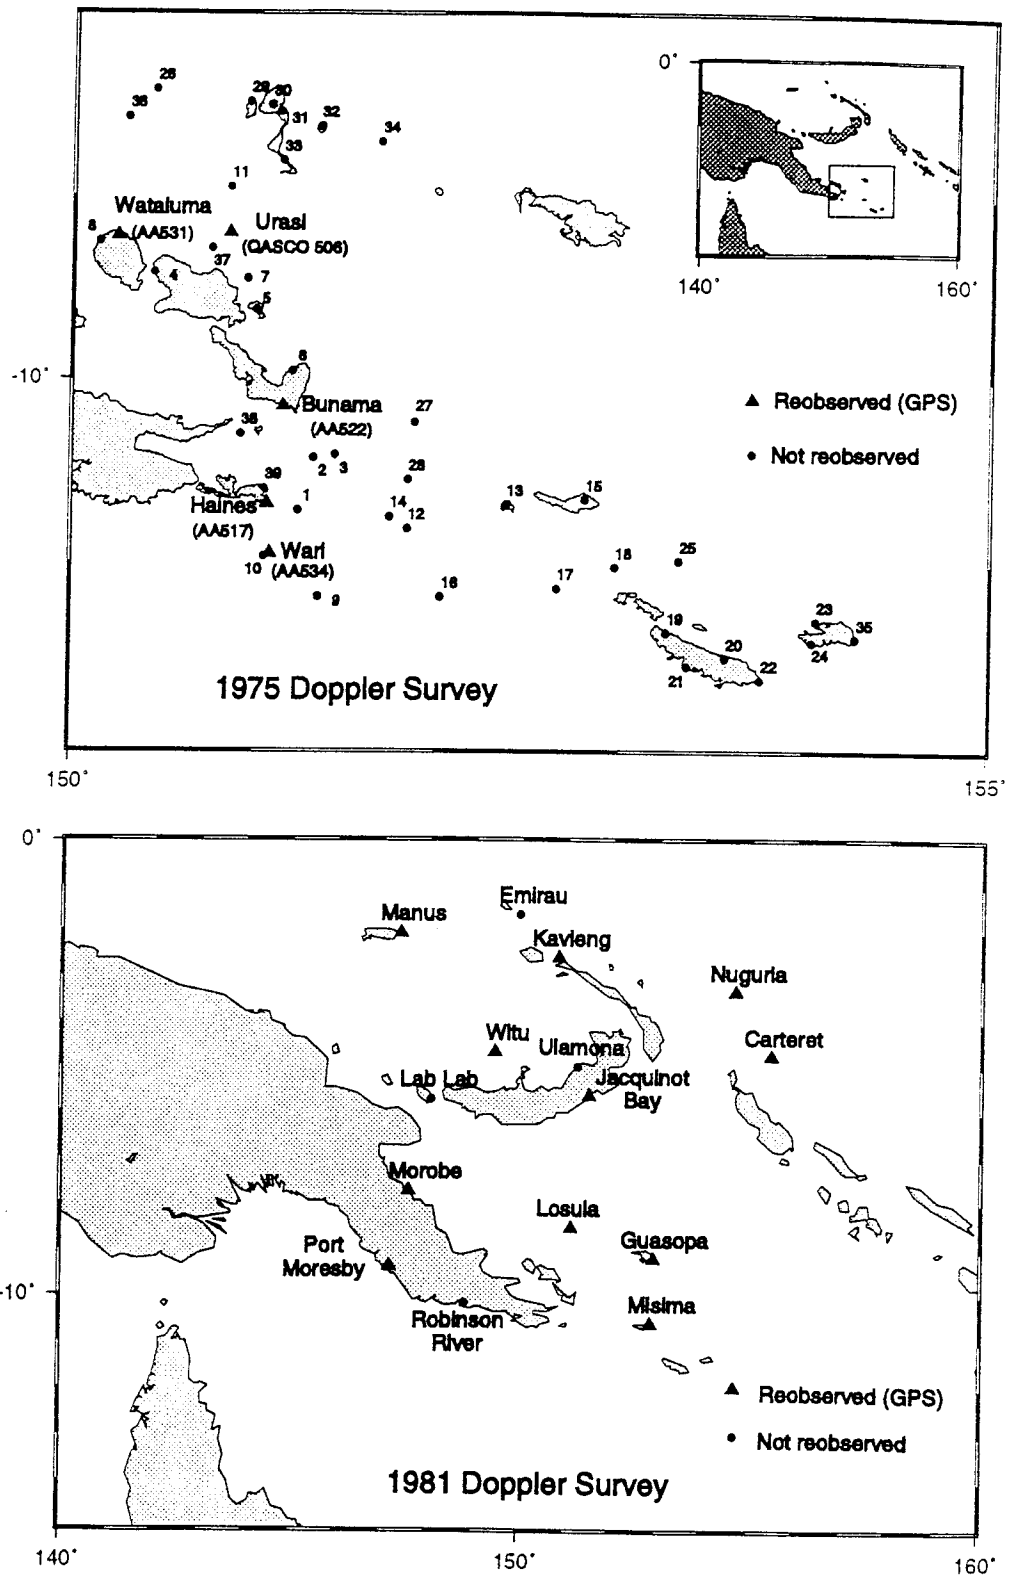 0°
26
36
29
30
31
32
34
33
11
Wataluma
(AA531)
8
Urasi
(QASCO 506)
37
4
7
5
140°
160°
-10°
6
Bunama
(AA522)
27
Reobserved (GPS)
38
2
3
28
Not reobserved
39
Haines
(AA517)
1
14
12
13
15
Wari
(AA534)
10
9
16
17
18
25
19
20
21
22
23
24
35
1975 Doppler Survey
150°
155°
0°
Emirau
Manus
Kavieng
Nuguria
Witu
Ulamona
Carteret
Lab Lab
Jacquinot
Bay
Morobe
Losula
Port
Moresby
Guasopa
-10°
Misima
Robinson
River
Reobserved (GPS)
Not reobserved
1981 Doppler Survey
140°
150°
160°